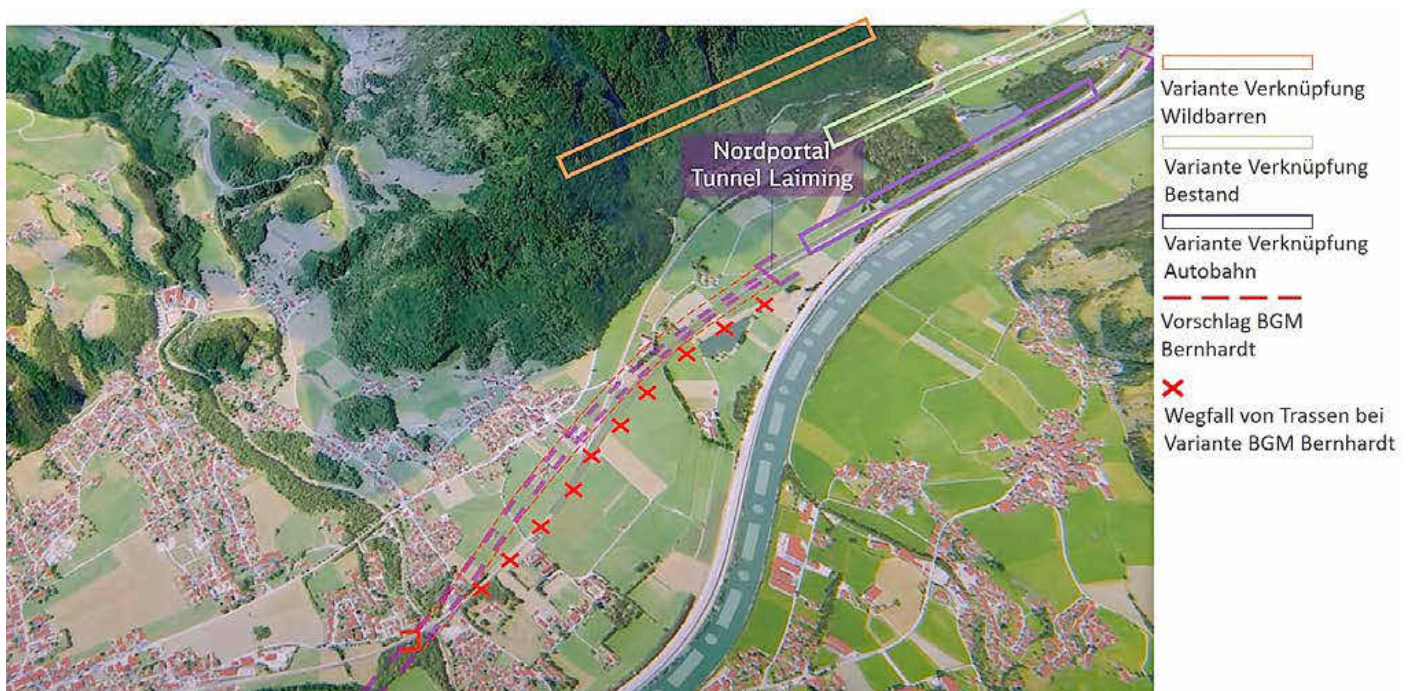 Nordportal
Tunnel Laiming
Variante Verknüpfung
Wildbarren
Variante Verknüpfung
Bestand
Variante Verknüpfung
Autobahn
Vorschlag BGM
Bernhardt
Wegfall von Trassen bei
Variante BGM Bernhardt